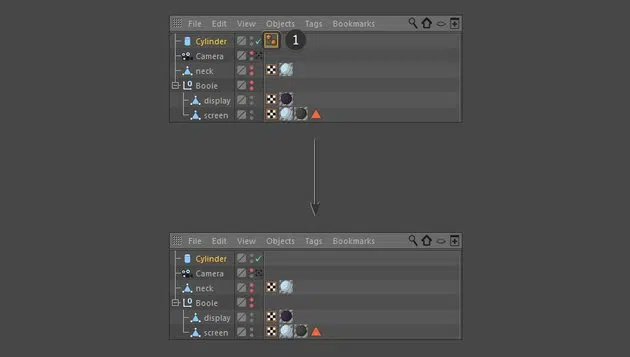 File Edit View Objects Tags Bookmarks
Cylinder
1
Camera
neck
Boole
display
screen
File Edit View Objects Tags Bookmarks
Cylinder
Camera
neck
Boole
display
screen